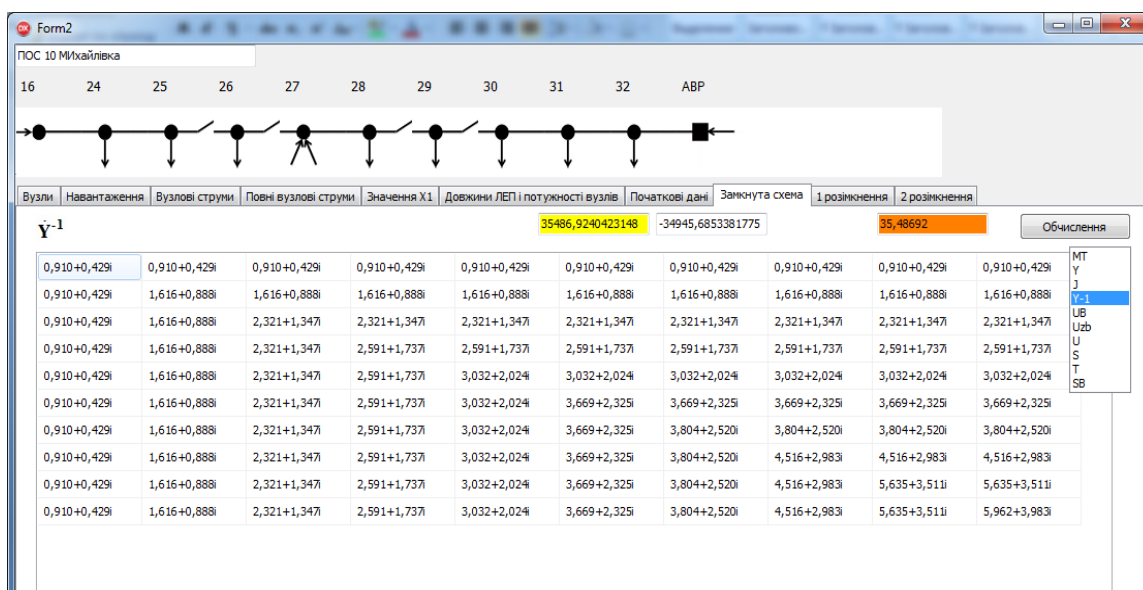 Form2
ПОС 10 МИхайлівка
16 24 25 26 27 28 29 30 31 32 АВР
Вузли Навантаження Вузлові струми Повні вузлові струми Значення X1 Довжини ЛЕП і потужності вузлів Початкові дані Замкнута схема 1 розімкнення 2 розімкнення
Ẏ-1 35486,9240423148 -34945,6853381775 35,48692 Обчислення
0,910+0,429i 0,910+0,429i 0,910+0,429i 0,910+0,429i 0,910+0,429i 0,910+0,429i 0,910+0,429i 0,910+0,429i 0,910+0,429i 0,910+0,429i
0,910+0,429i 1,616+0,888i 1,616+0,888i 1,616+0,888i 1,616+0,888i 1,616+0,888i 1,616+0,888i 1,616+0,888i 1,616+0,888i 1,616+0,888i
0,910+0,429i 1,616+0,888i 2,321+1,347i 2,321+1,347i 2,321+1,347i 2,321+1,347i 2,321+1,347i 2,321+1,347i 2,321+1,347i 2,321+1,347i
0,910+0,429i 1,616+0,888i 2,321+1,347i 2,591+1,737i 2,591+1,737i 2,591+1,737i 2,591+1,737i 2,591+1,737i 2,591+1,737i 2,591+1,737i
0,910+0,429i 1,616+0,888i 2,321+1,347i 2,591+1,737i 3,032+2,024i 3,032+2,024i 3,032+2,024i 3,032+2,024i 3,032+2,024i 3,032+2,024i
0,910+0,429i 1,616+0,888i 2,321+1,347i 2,591+1,737i 3,032+2,024i 3,669+2,325i 3,669+2,325i 3,669+2,325i 3,669+2,325i 3,669+2,325i
0,910+0,429i 1,616+0,888i 2,321+1,347i 2,591+1,737i 3,032+2,024i 3,669+2,325i 3,804+2,520i 3,804+2,520i 3,804+2,520i 3,804+2,520i
0,910+0,429i 1,616+0,888i 2,321+1,347i 2,591+1,737i 3,032+2,024i 3,669+2,325i 3,804+2,520i 4,516+2,983i 4,516+2,983i 4,516+2,983i
0,910+0,429i 1,616+0,888i 2,321+1,347i 2,591+1,737i 3,032+2,024i 3,669+2,325i 3,804+2,520i 4,516+2,983i 5,635+3,511i 5,635+3,511i
0,910+0,429i 1,616+0,888i 2,321+1,347i 2,591+1,737i 3,032+2,024i 3,669+2,325i 3,804+2,520i 4,516+2,983i 5,635+3,511i 5,962+3,983i
MT
Y
J
Y-1
UB
Uzb
U
S
T
SB